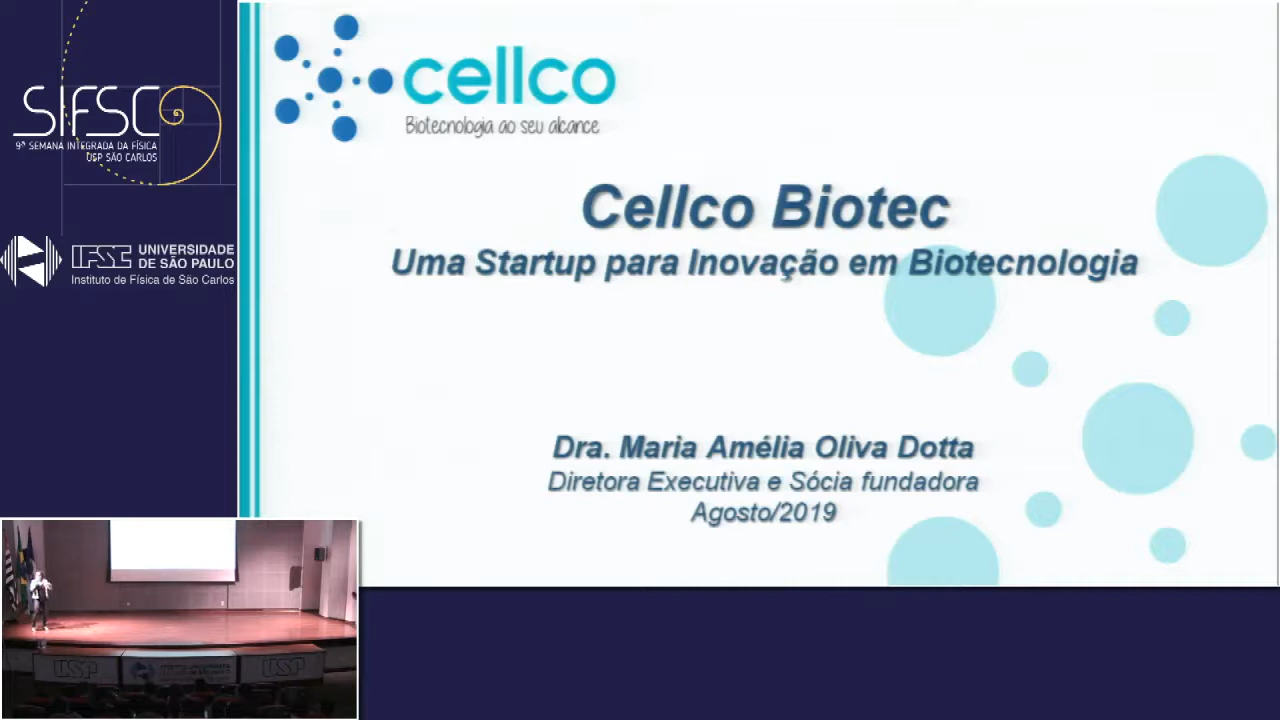 SIFSC
9ª SEMANA INTEGRADA DA FÍSICA
USP SÃO CARLOS
IFSC UNIVERSIDADE
DE SÃO PAULO
Instituto de Física de São Carlos
cellco
Biotecnologia ao seu alcance
Cellco Biotec
Uma Startup para Inovação em Biotecnologia
Dra. Maria Amélia Oliva Dotta
Diretora Executiva e Sócia fundadora
Agosto/2019
USP
USP